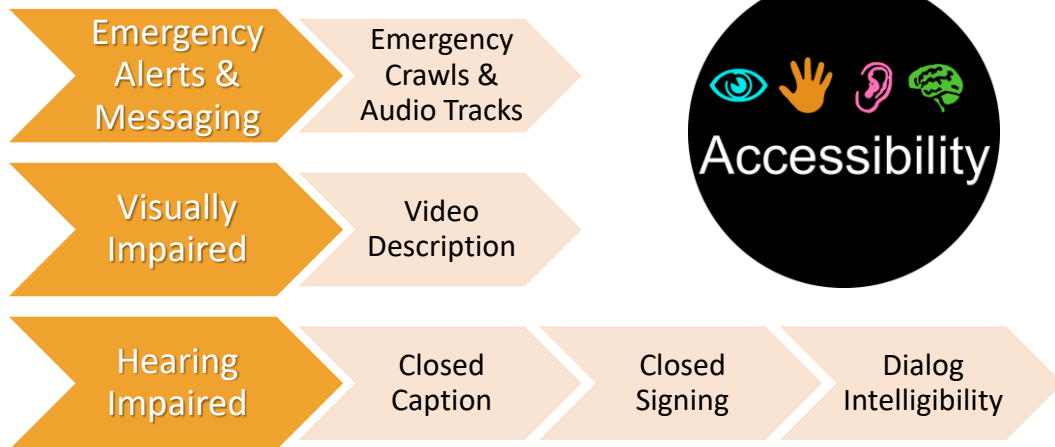 Emergency
Alerts &
Messaging
Emergency
Crawls &
Audio Tracks
Accessibility
Visually
Impaired
Video
Description
Hearing
Impaired
Closed
Caption
Closed
Signing
Dialog
Intelligibility